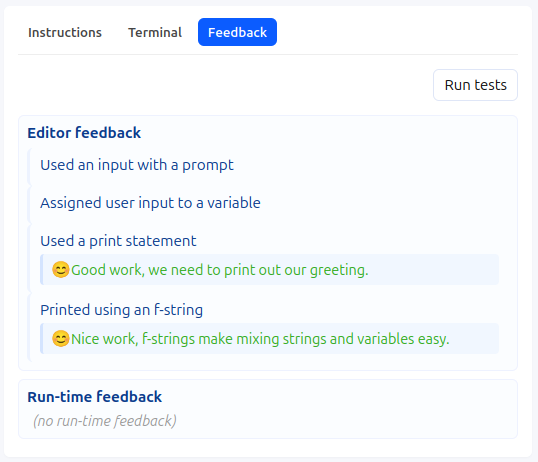 Instructions Terminal Feedback
Run tests
Editor feedback
Used an input with a prompt
Assigned user input to a variable
Used a print statement
😊Good work, we need to print out our greeting.
Printed using an f-string
😊Nice work, f-strings make mixing strings and variables easy.
Run-time feedback
(no run-time feedback)